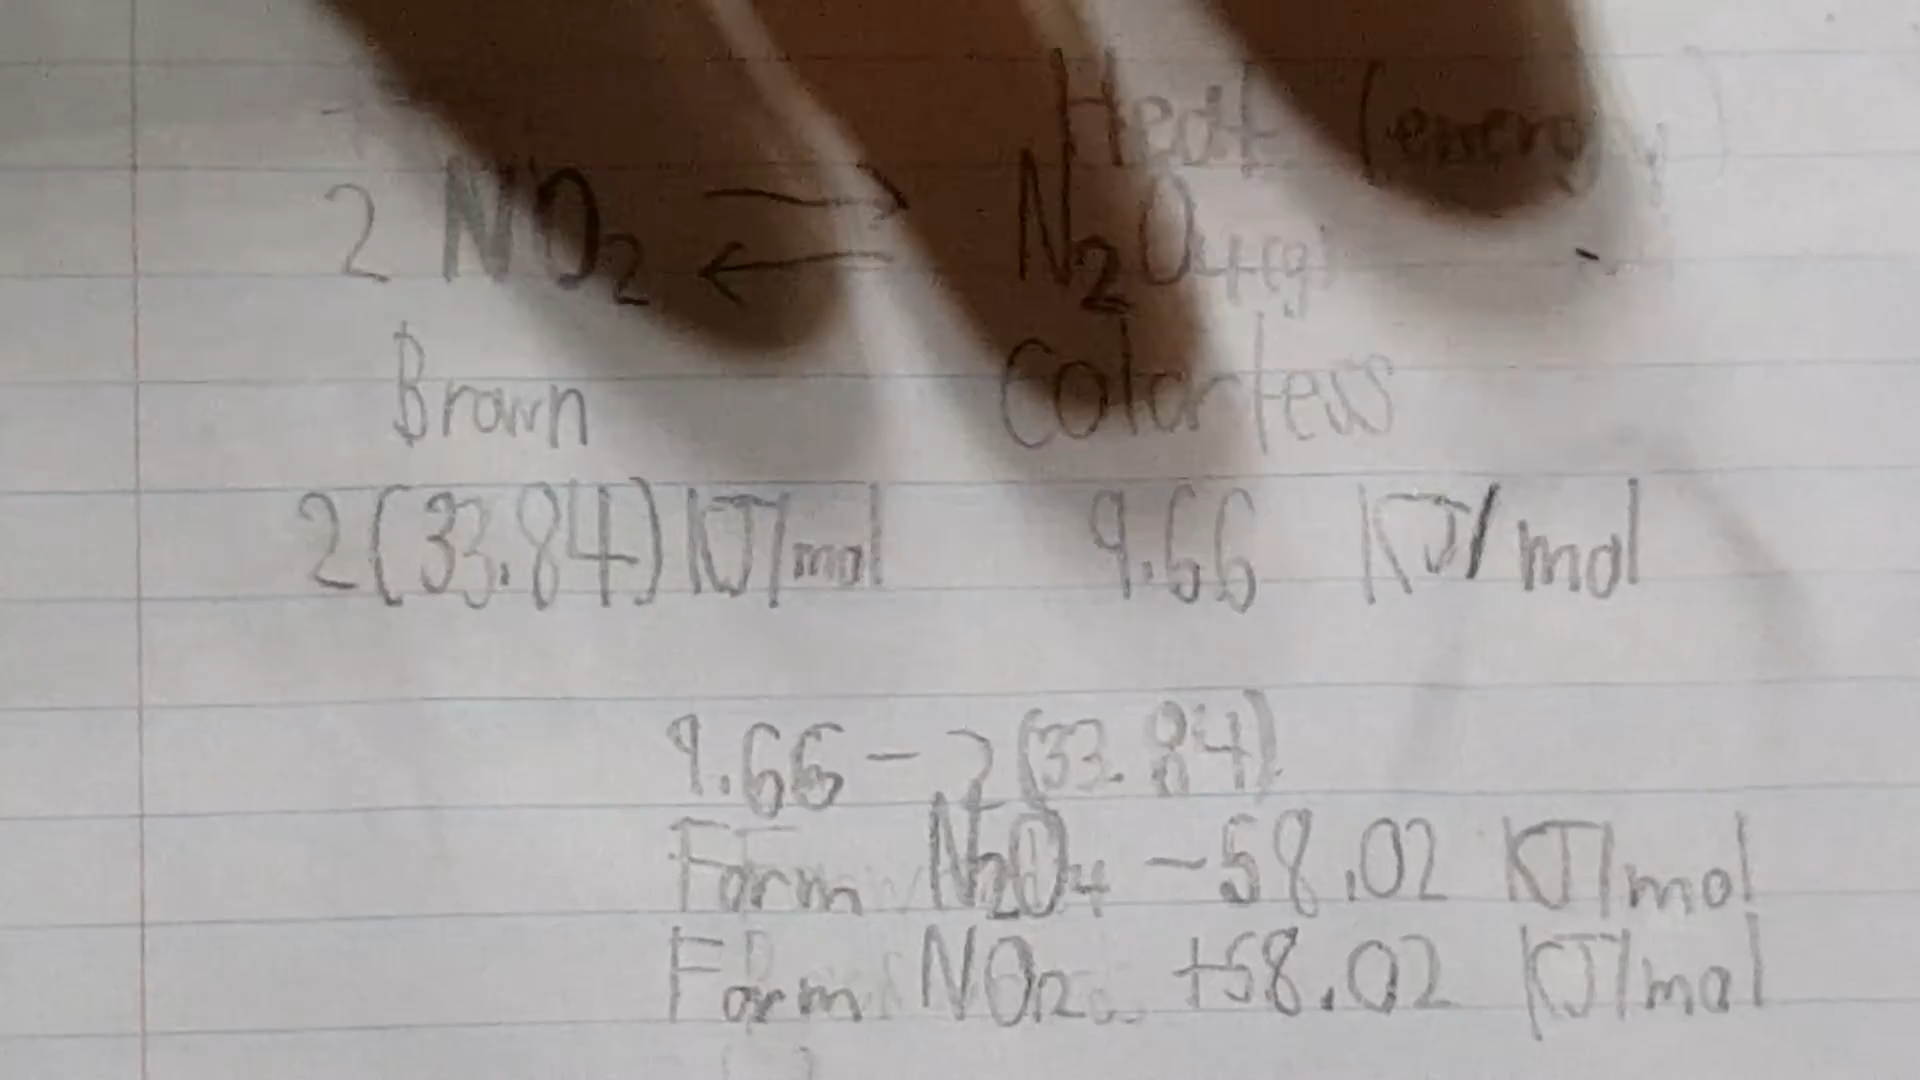 Heat (energy)
2 NO₂ ⇄ N₂O₄(g)
Brown Colorless
2(33.84) KJ/mol 9.66 KJ/mol
9.66 - 2(33.84)
Form N₂O₄ -58.02 KJ/mol
Form NO₂ +58.02 KJ/mol